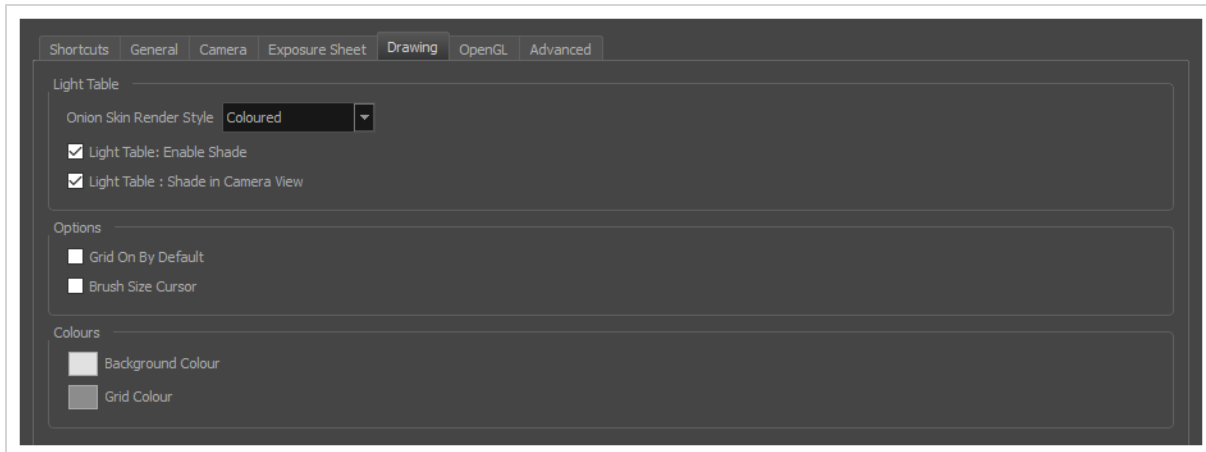 Shortcuts General Camera Exposure Sheet Drawing OpenGL Advanced
Light Table
Onion Skin Render Style Coloured
Light Table: Enable Shade
Light Table : Shade in Camera View
Options
Grid On By Default
Brush Size Cursor
Colours
Background Colour
Grid Colour